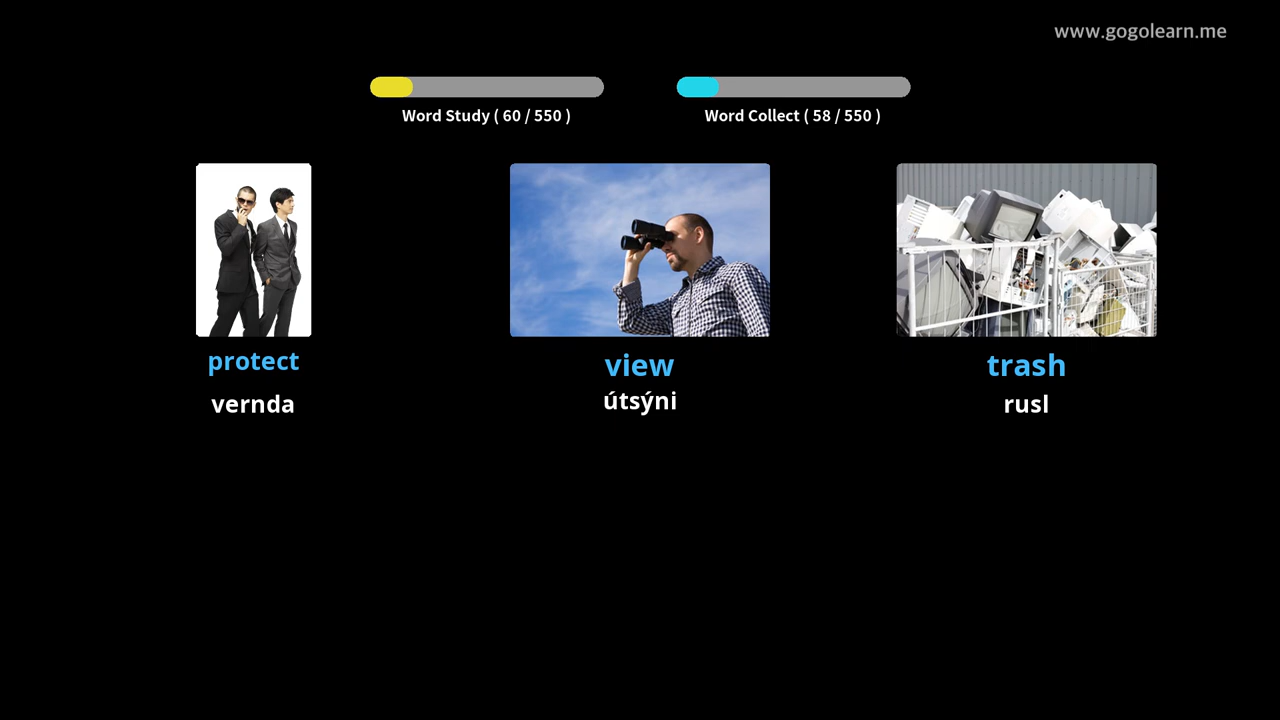 www.gogolearn.me
Word Study ( 60 / 550 )
Word Collect ( 58 / 550 )
protect
vernda
view
útsýni
trash
rusl